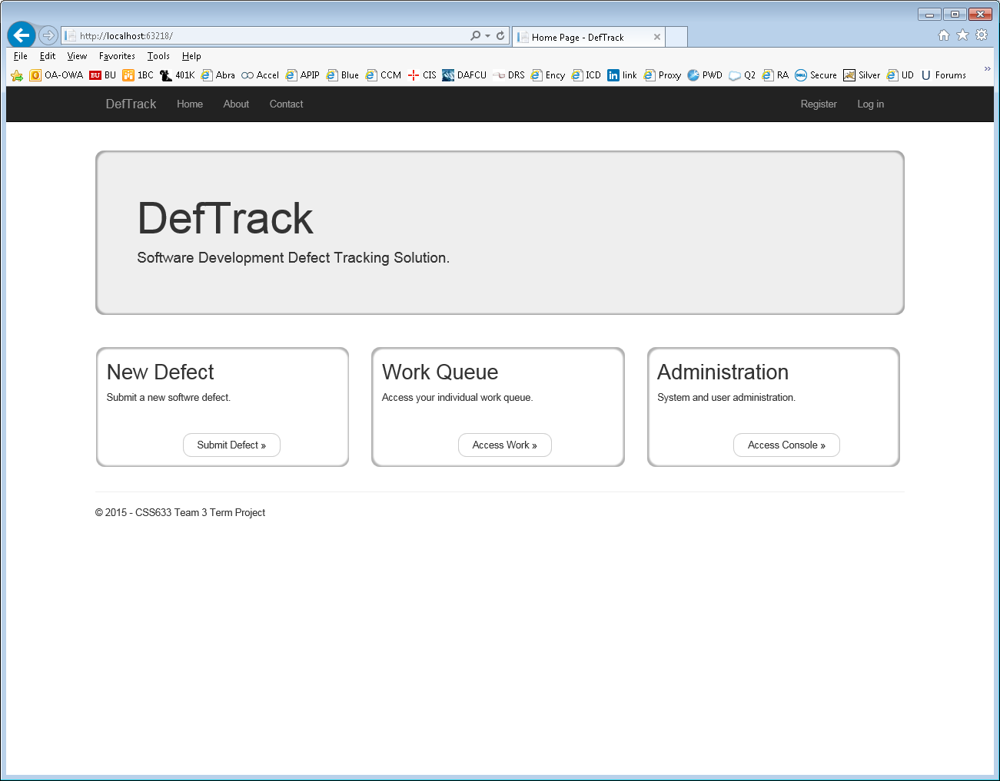 http://localhost:63218/
Home Page - DefTrack
File Edit View Favorites Tools Help
OA-OWA BU BU 1BC 401K Abra Accel APIP Blue CCM CIS DAFCU DRS Ency ICD in link Proxy PWD Q2 RA DELL Secure Silver UD U Forums »
DefTrack Home About Contact Register Log in
DefTrack
Software Development Defect Tracking Solution.
New Defect
Submit a new softwre defect.
Submit Defect »
Work Queue
Access your individual work queue.
Access Work »
Administration
System and user administration.
Access Console »
© 2015 - CSS633 Team 3 Term Project